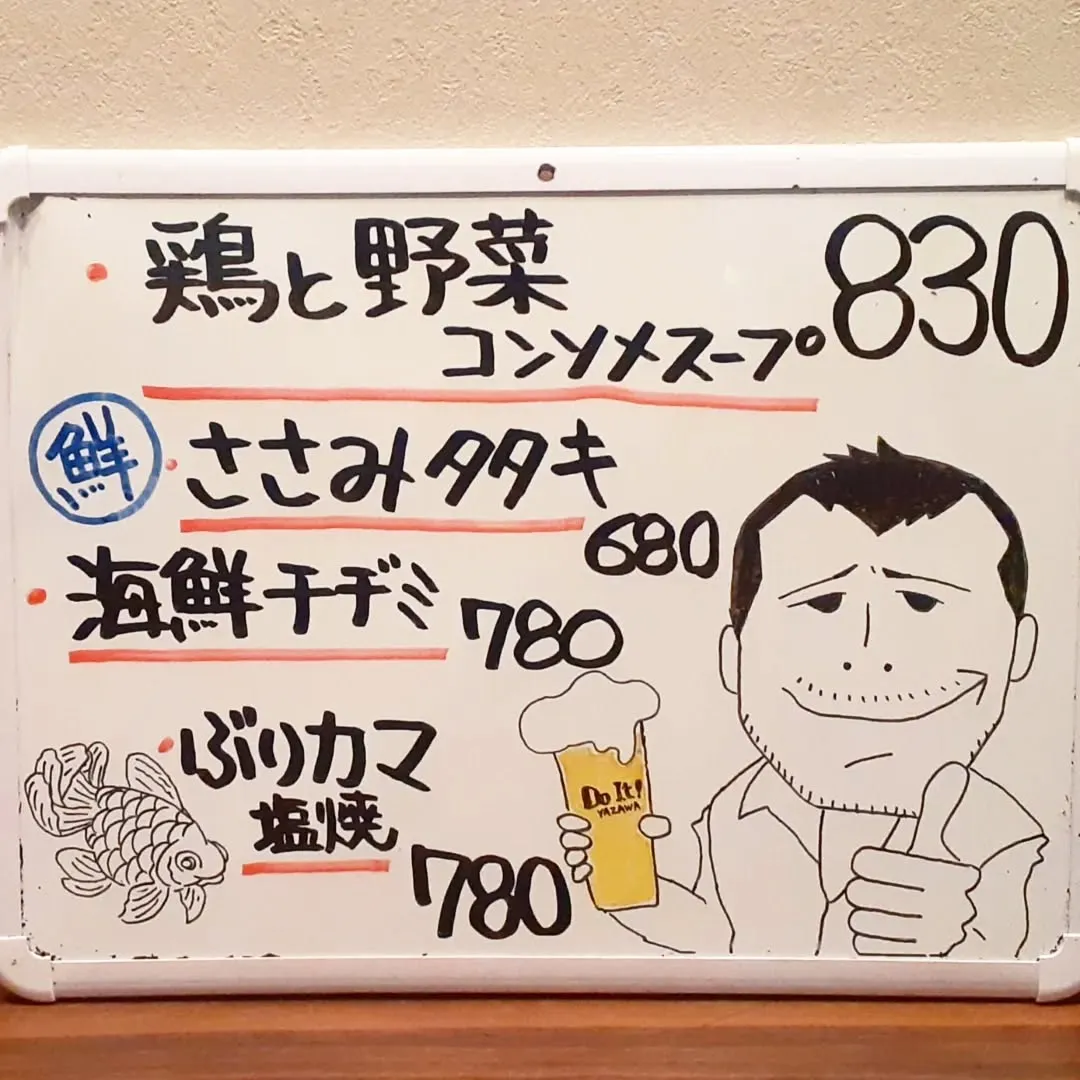 鶏と野菜
コンソメスープ 830
鮮 ささみタタキ
680
海鮮チヂミ 780
ぶりカマ
塩焼
780
Do It!
YAZAWA